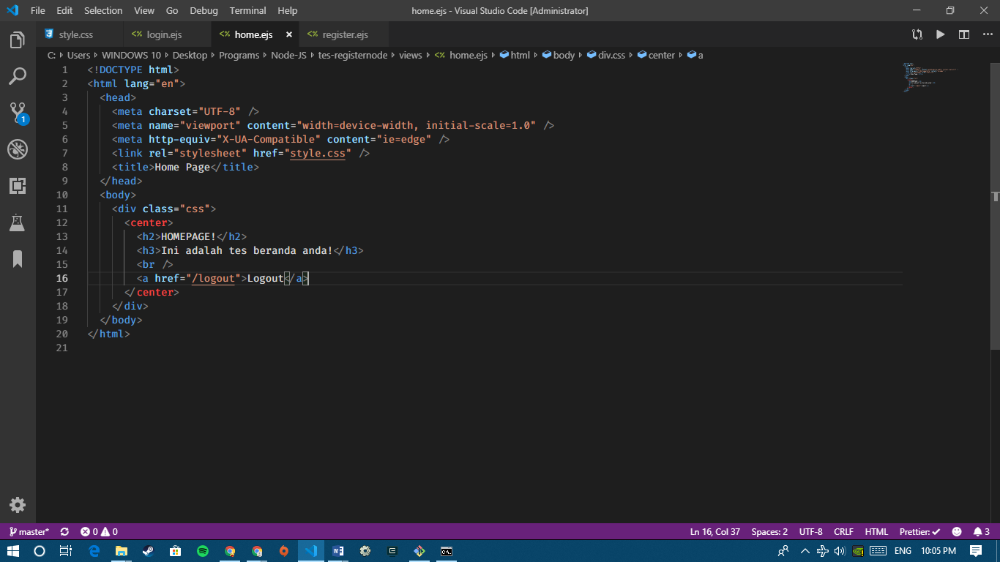 File Edit Selection View Go Debug Terminal Help home.ejs - Visual Studio Code [Administrator]
style.css <% login.ejs <% home.ejs × <% register.ejs
C: › Users › WINDOWS 10 › Desktop › Programs › Node-JS › tes-registernode › views › <% home.ejs › html › body › div.css › center › a
1 <!DOCTYPE html>
2 <html lang="en">
3 <head>
4 <meta charset="UTF-8" />
5 <meta name="viewport" content="width=device-width, initial-scale=1.0" />
6 <meta http-equiv="X-UA-Compatible" content="ie=edge" />
7 <link rel="stylesheet" href="style.css" />
8 <title>Home Page</title>
9 </head>
10 <body>
11 <div class="css">
12 <center>
13 <h2>HOMEPAGE!</h2>
14 <h3>Ini adalah tes beranda anda!</h3>
15 <br />
16 <a href="/logout">Logout</a>
17 </center>
18 </div>
19 </body>
20 </html>
21
1
master* 0 0 Ln 16, Col 37 Spaces: 2 UTF-8 CRLF HTML Prettier: ✓ 3
ENG 10:05 PM